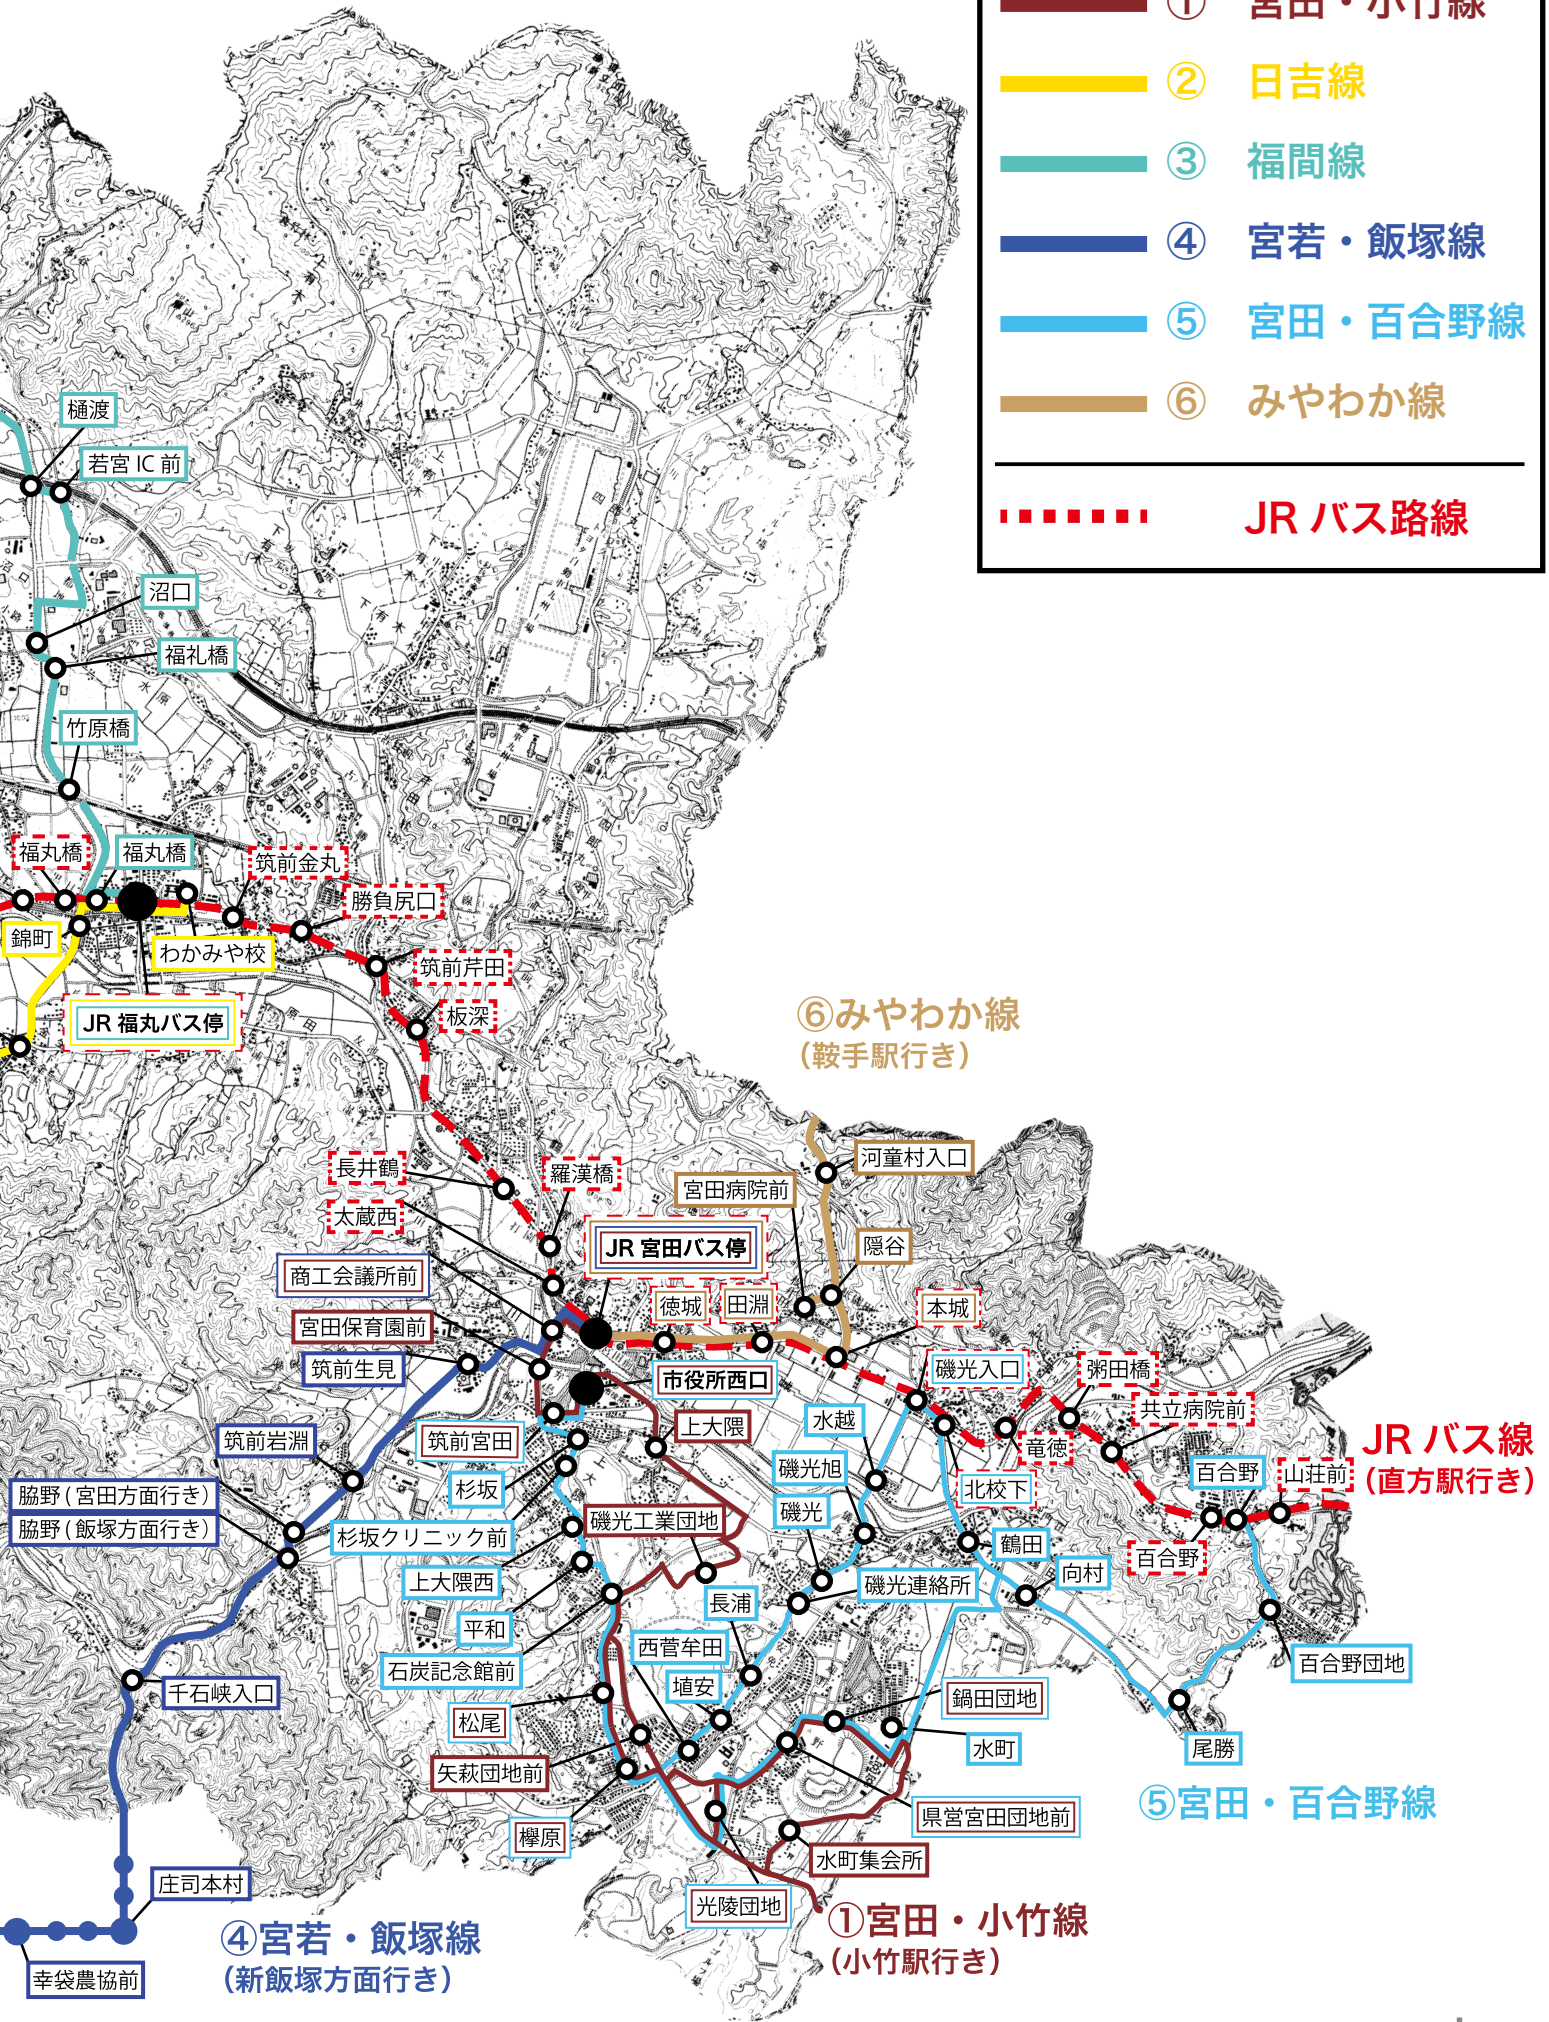 ① 宮田・小竹線
② 日吉線
③ 福間線
④ 宮若・飯塚線
⑤ 宮田・百合野線
⑥ みやわか線
JR バス路線
樋渡
若宮 IC 前
沼口
福礼橋
竹原橋
福丸橋
福丸橋
筑前金丸
勝負尻口
錦町
わかみや校
筑前芹田
JR 福丸バス停
板深
⑥みやわか線
(鞍手駅行き)
長井鶴
羅漢橋
河童村入口
宮田病院前
太蔵西
JR 宮田バス停
隠谷
商工会議所前
徳城
田淵
本城
宮田保育園前
筑前生見
市役所西口
磯光入口
粥田橋
共立病院前
上大隈
水越
筑前岩淵
筑前宮田
竜徳
JR バス線
(直方駅行き)
磯光旭
百合野
山荘前
杉坂
北校下
脇野 ( 宮田方面行き )
脇野 ( 飯塚方面行き )
磯光工業団地
磯光
杉坂クリニック前
鶴田
百合野
上大隈西
向村
磯光連絡所
長浦
平和
西菅牟田
石炭記念館前
百合野団地
千石峡入口
埴安
鍋田団地
松尾
水町
尾勝
矢萩団地前
⑤宮田・百合野線
県営宮田団地前
欅原
水町集会所
庄司本村
光陵団地
①宮田・小竹線
(小竹駅行き)
④宮若・飯塚線
(新飯塚方面行き)
幸袋農協前